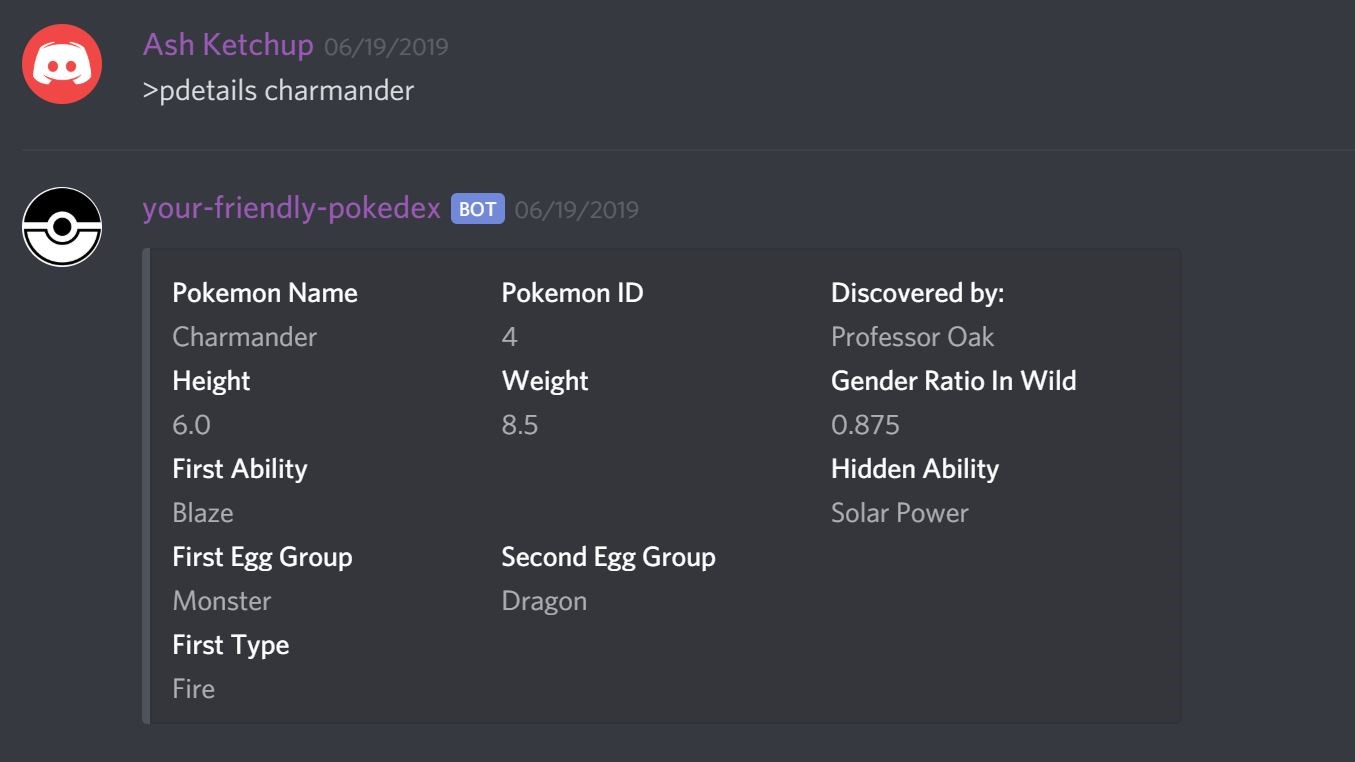 Ash Ketchup 06/19/2019
>pdetails charmander
your-friendly-pokedex BOT 06/19/2019
Pokemon Name Pokemon ID Discovered by:
Charmander 4 Professor Oak
Height Weight Gender Ratio In Wild
6.0 8.5 0.875
First Ability Hidden Ability
Blaze Solar Power
First Egg Group Second Egg Group
Monster Dragon
First Type
Fire